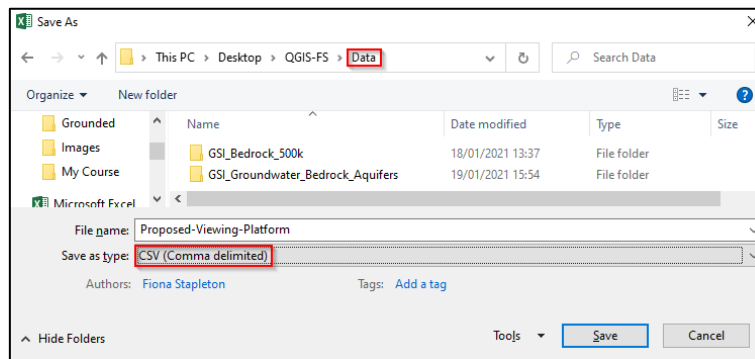 Save As
This PC > Desktop > QGIS-FS > Data
Search Data
Organize
New folder
Grounded
Images
My Course
Microsoft Excel
Name
Date modified
Type
Size
GSI_Bedrock_500k
18/01/2021 13:37
File folder
GSI_Groundwater_Bedrock_Aquifers
19/01/2021 15:54
File folder
File name: Proposed-Viewing-Platform
Save as type: CSV (Comma delimited)
Authors: Fiona Stapleton
Tags: Add a tag
Hide Folders
Tools
Save
Cancel